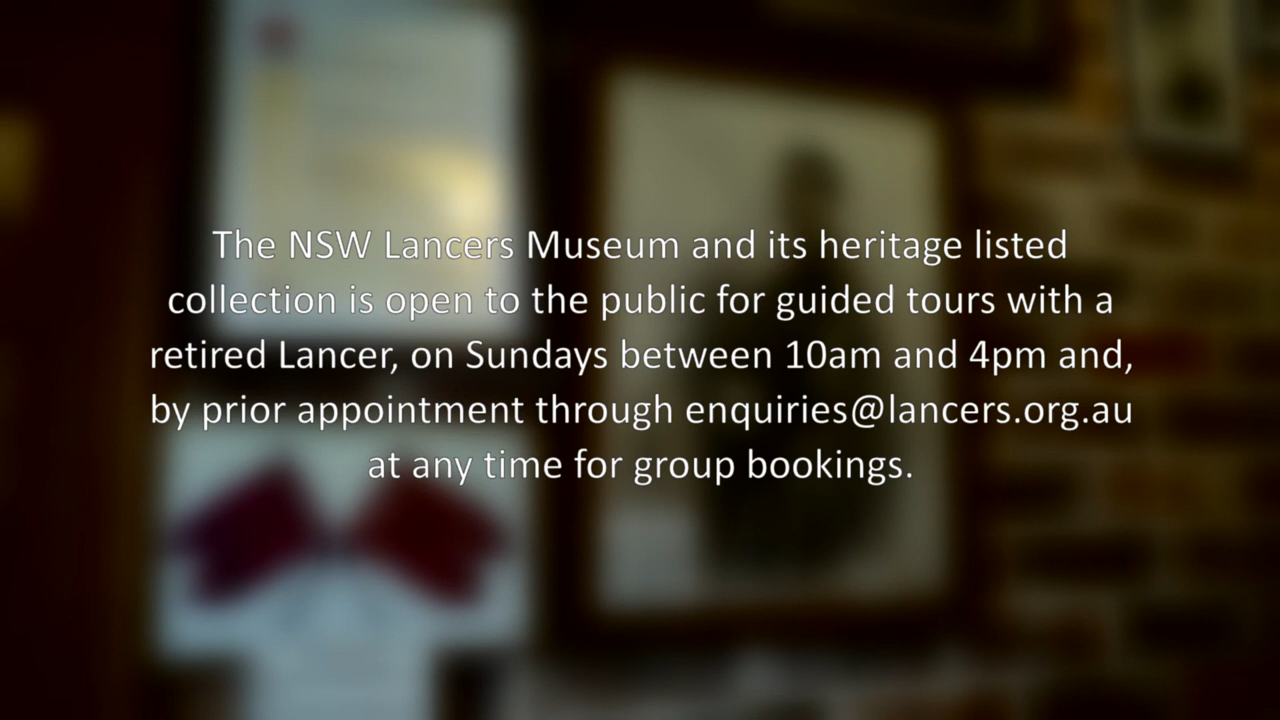 The NSW Lancers Museum and its heritage listed
collection is open to the public for guided tours with a
retired Lancer, on Sundays between 10am and 4pm and,
by prior appointment through enquiries@lancers.org.au
at any time for group bookings.